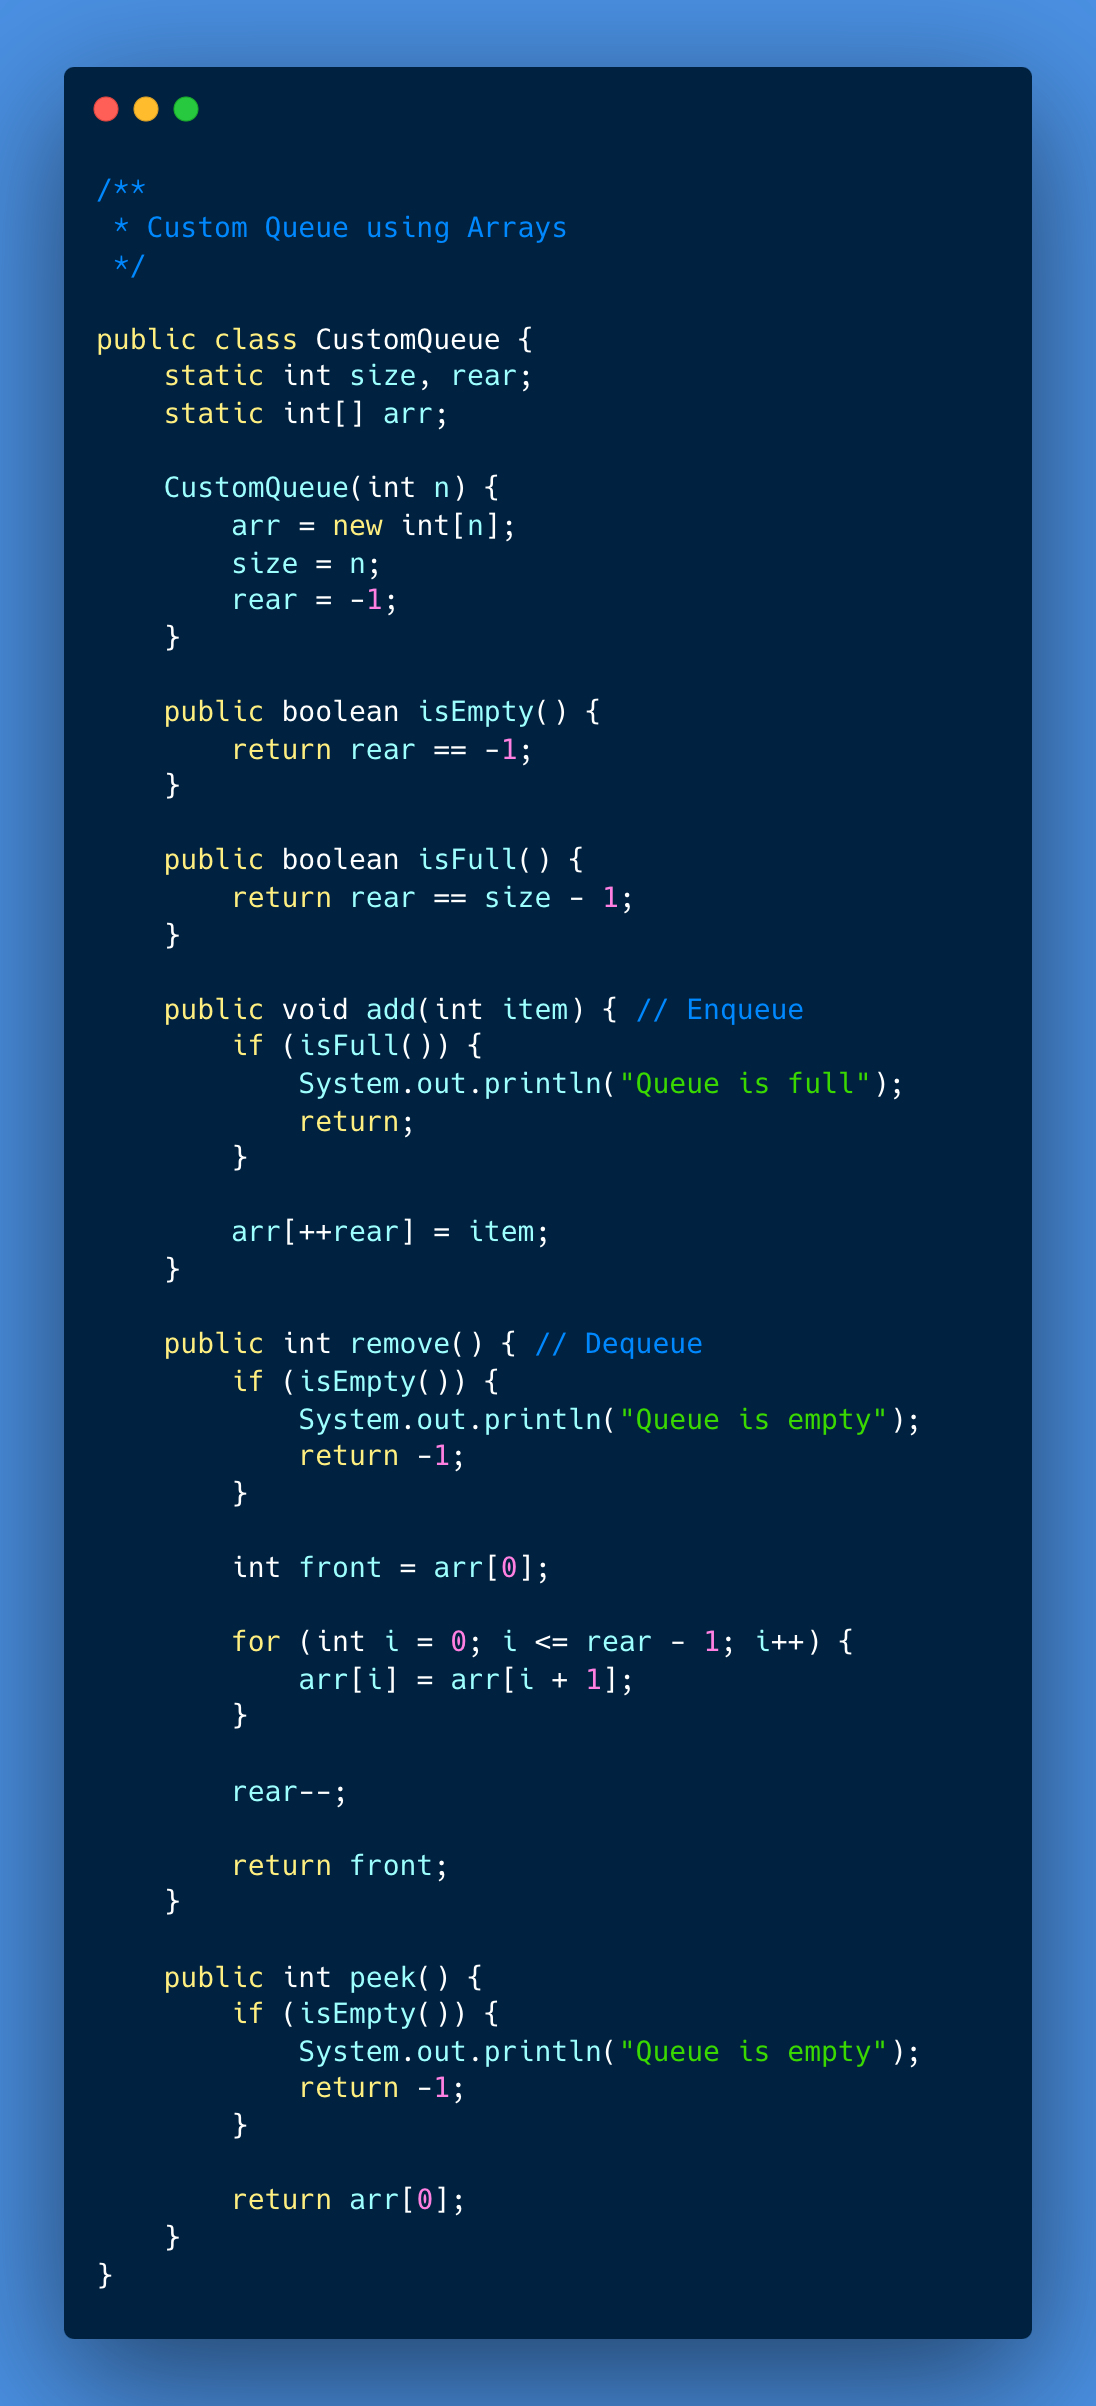 /**
 * Custom Queue using Arrays
 */

public class CustomQueue {
    static int size, rear;
    static int[] arr;

    CustomQueue(int n) {
        arr = new int[n];
        size = n;
        rear = -1;
    }

    public boolean isEmpty() {
        return rear == -1;
    }

    public boolean isFull() {
        return rear == size - 1;
    }

    public void add(int item) { // Enqueue
        if (isFull()) {
            System.out.println("Queue is full");
            return;
        }

        arr[++rear] = item;
    }

    public int remove() { // Dequeue
        if (isEmpty()) {
            System.out.println("Queue is empty");
            return -1;
        }

        int front = arr[0];

        for (int i = 0; i <= rear - 1; i++) {
            arr[i] = arr[i + 1];
        }

        rear--;

        return front;
    }

    public int peek() {
        if (isEmpty()) {
            System.out.println("Queue is empty");
            return -1;
        }

        return arr[0];
    }
}